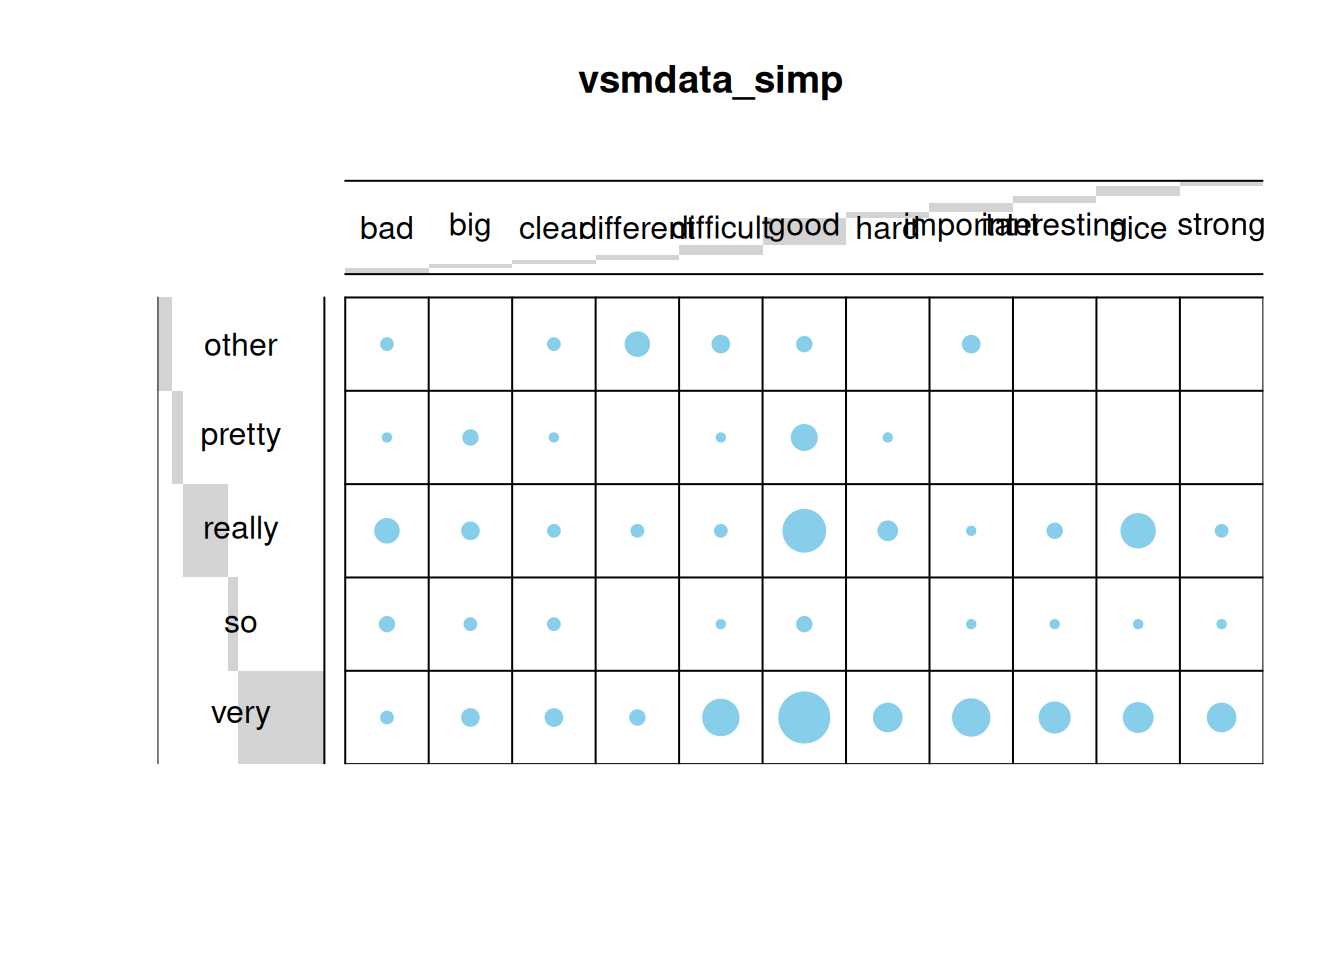 vsmdata_simp
bad big clear different difficult good hard important interesting nice strong
other
pretty
really
so
very